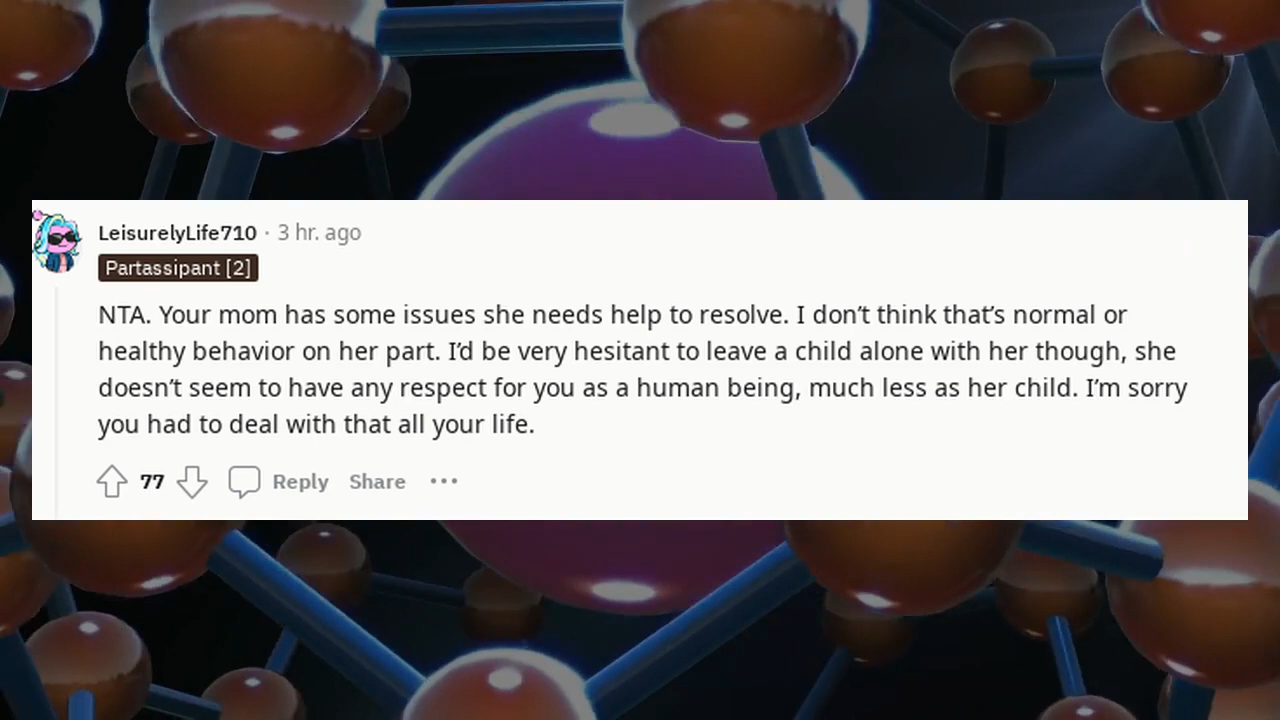 LeisurelyLife710 · 3 hr. ago
Partassipant [2]
NTA. Your mom has some issues she needs help to resolve. I don’t think that’s normal or
healthy behavior on her part. I’d be very hesitant to leave a child alone with her though, she
doesn’t seem to have any respect for you as a human being, much less as her child. I’m sorry
you had to deal with that all your life.
77 Reply Share •••